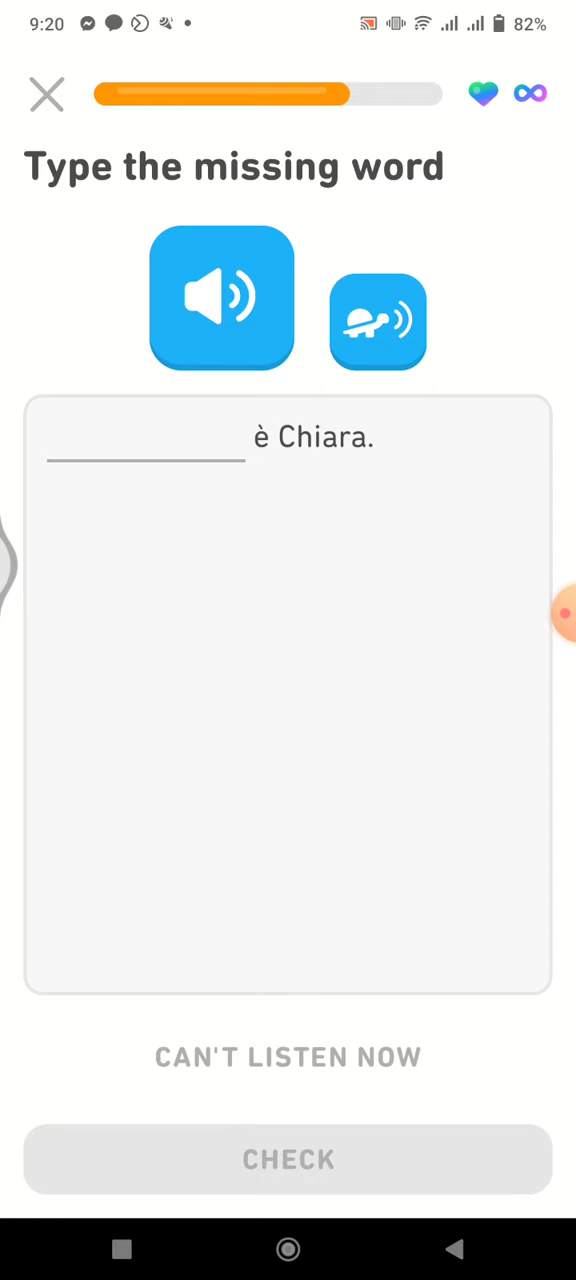 9:20 82%
Type the missing word
è Chiara.
CAN'T LISTEN NOW
CHECK